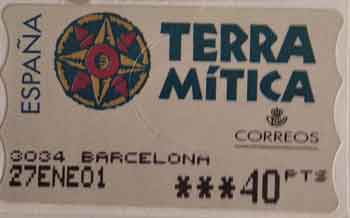 ESPAÑA
TERRA
MÍTICA
CORREOS
3034 BARCELONA
27ENE01 ***40 PTS